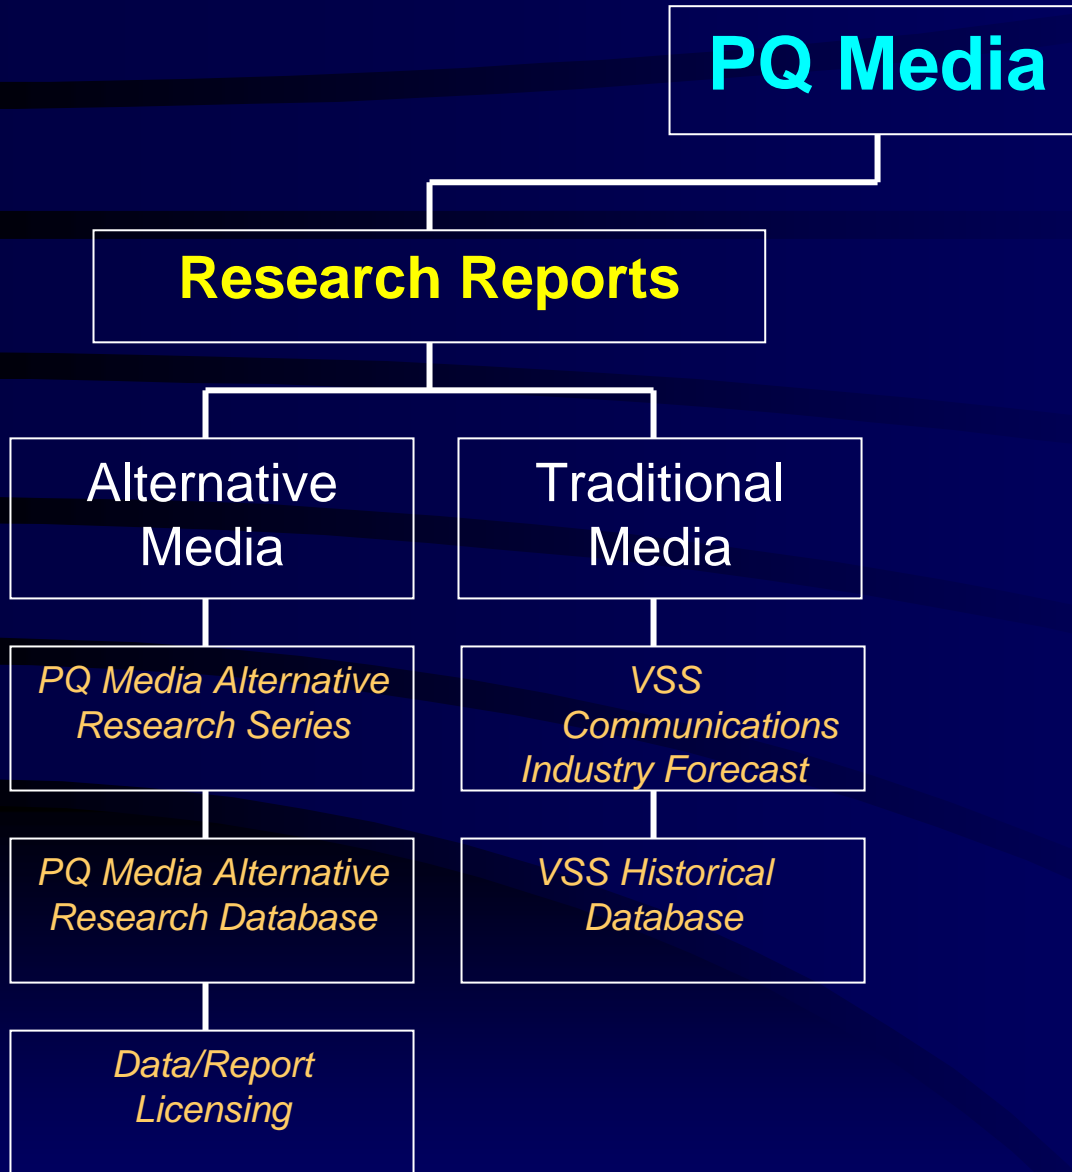 PQ Media
Research Reports
Alternative
Media
Traditional
Media
PQ Media Alternative
Research Series
VSS
Communications
Industry Forecast
PQ Media Alternative
Research Database
VSS Historical
Database
Data/Report
Licensing